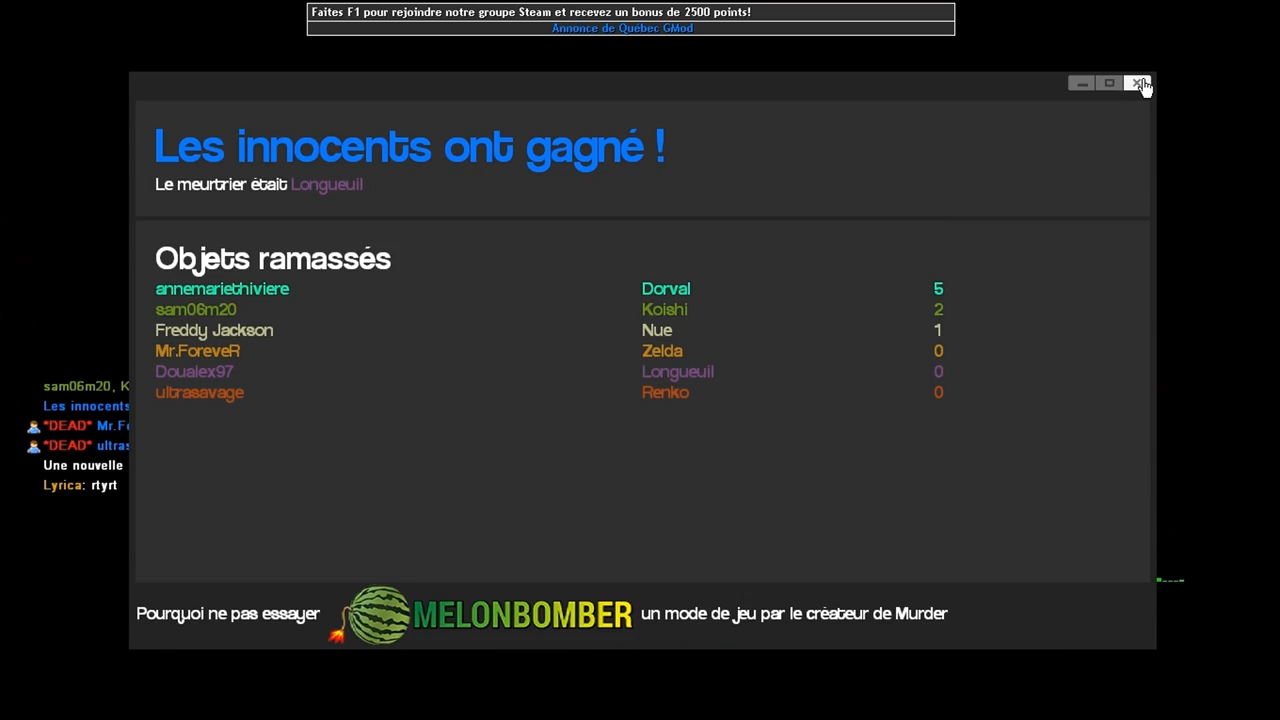 Faites F1 pour rejoindre notre groupe Steam et recevez un bonus de 2500 points!
Annonce de Québec GMod
Les innocents ont gagné !
Le meurtrier était Longueuil
Objets ramassés
annemariethiviere Dorval 5
sam06m20 Koishi 2
Freddy Jackson Nue 1
Mr.ForeveR Zelda 0
Doualex97 Longueuil 0
ultrasavage Renko 0
sam06m20, K
Les innocents
*DEAD* Mr.Fo
*DEAD* ultras
Une nouvelle
Lyrica: rtyrt
Pourquoi ne pas essayer MELONBOMBER un mode de jeu par le créateur de Murder